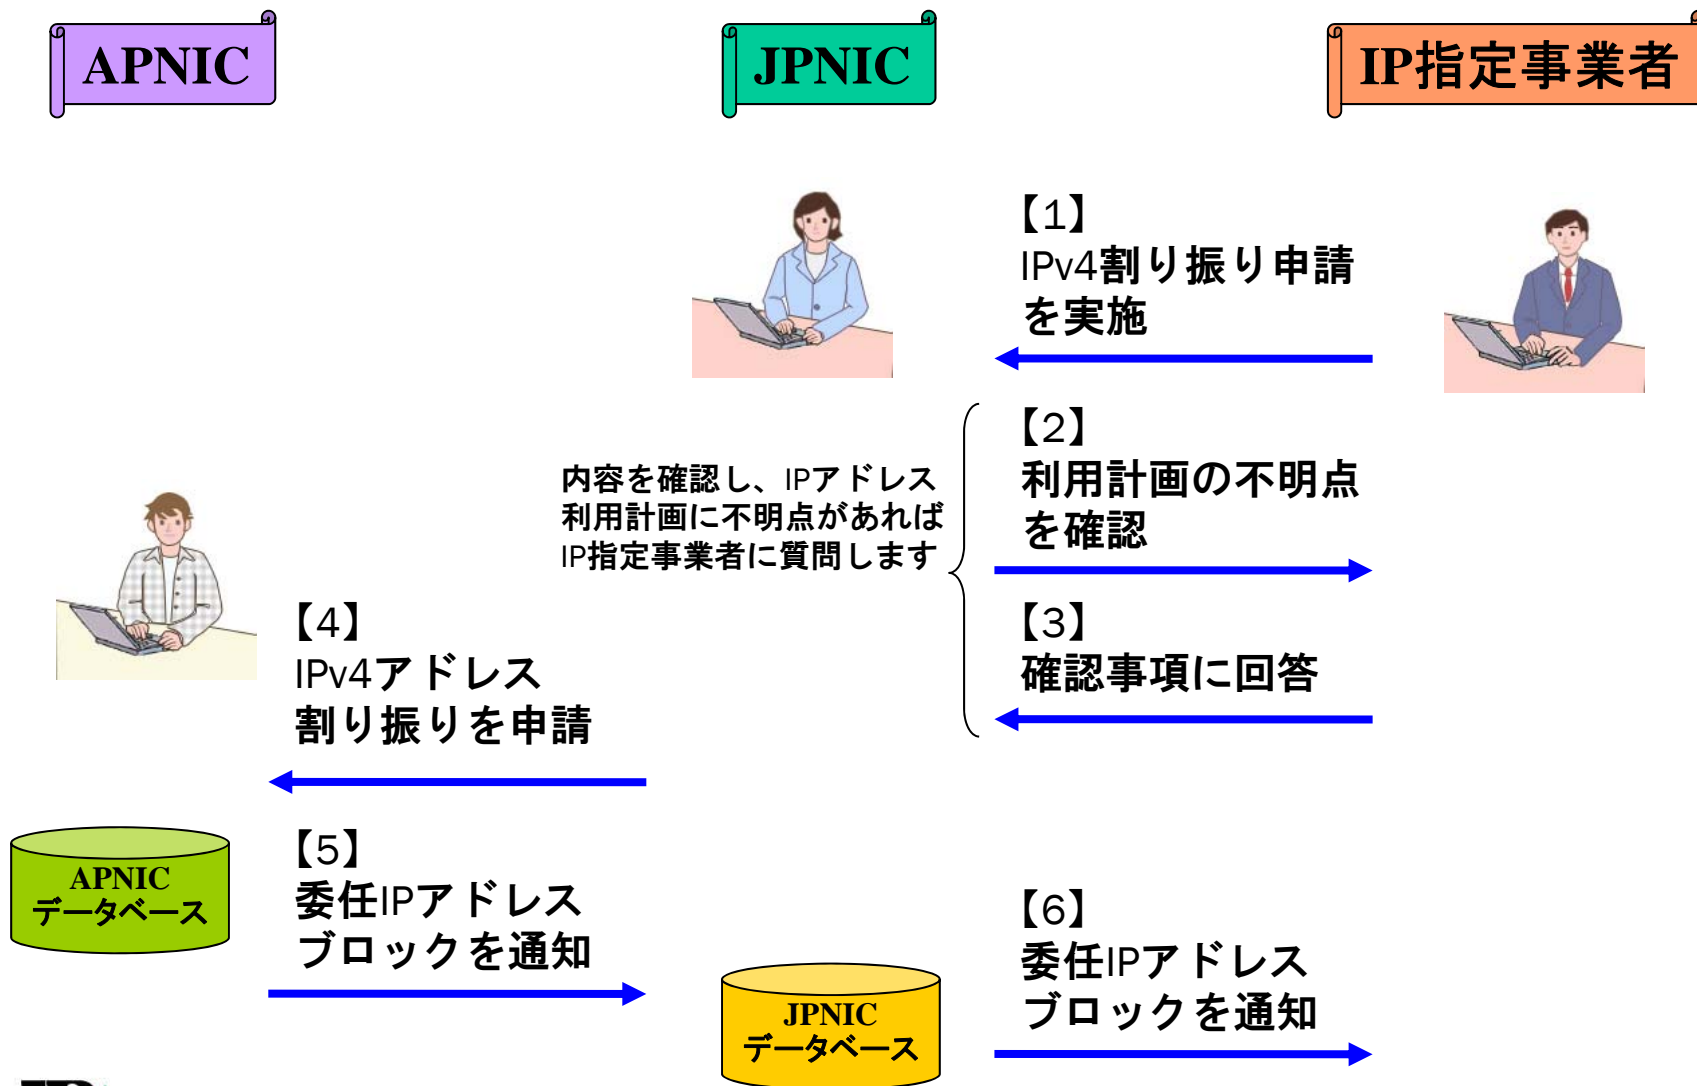 APNIC
JPNIC
IP指定事業者
【1】
IPv4割り振り申請
を実施
【2】
利用計画の不明点
を確認
内容を確認し、IPアドレス
利用計画に不明点があれば
IP指定事業者に質問します
【3】
確認事項に回答
【4】
IPv4アドレス
割り振りを申請
【5】
委任IPアドレス
ブロックを通知
APNIC
データベース
【6】
委任IPアドレス
ブロックを通知
JPNIC
データベース